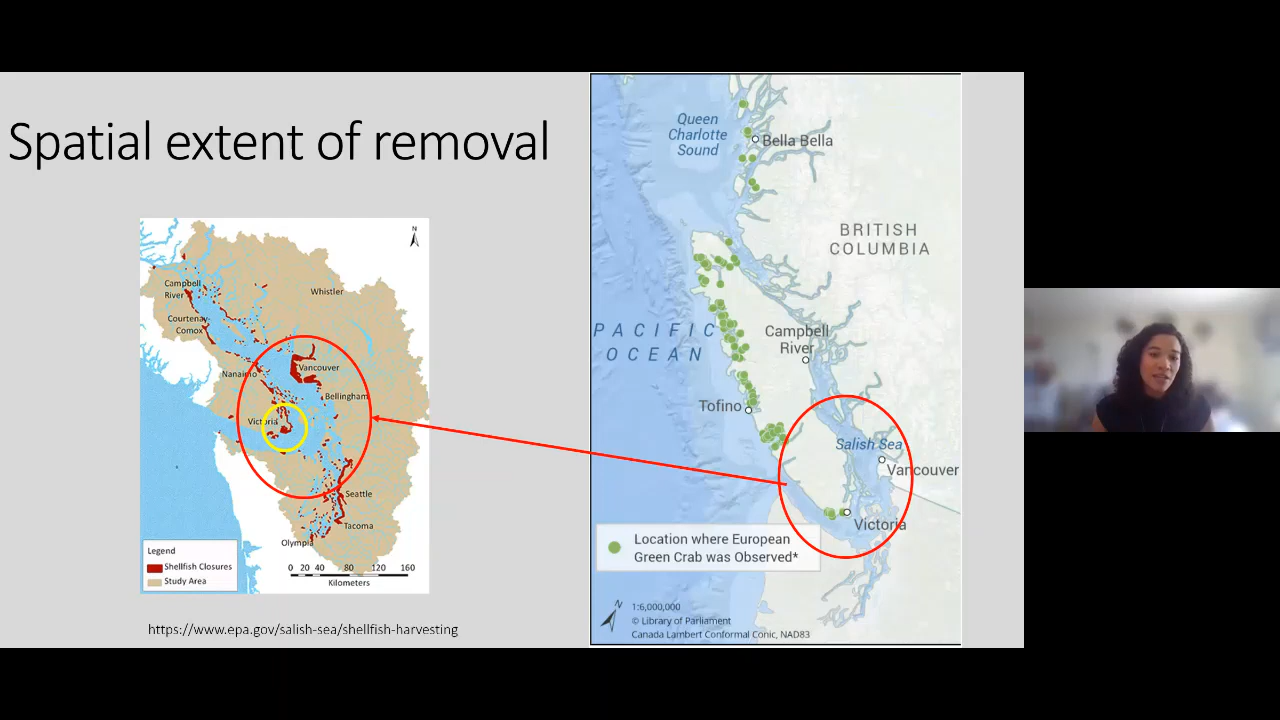 Spatial extent of removal
N
Campbell
River
Whistler
Courtenay
Comox
Vancouver
Nanaimo
Bellingham
Victoria
Seattle
Tacoma
Olympia
Legend
Shellfish Closures
Study Area
0 20 40 80 120 160
Kilometers
https://www.epa.gov/salish-sea/shellfish-harvesting
Queen
Charlotte
Sound
Bella Bella
BRITISH
COLUMBIA
PACIFIC
OCEAN
Campbell
River
Tofino
Salish Sea
Vancouver
Victoria
Location where European
Green Crab was Observed*
N
1:6,000,000
© Library of Parliament
Canada Lambert Conformal Conic, NAD83